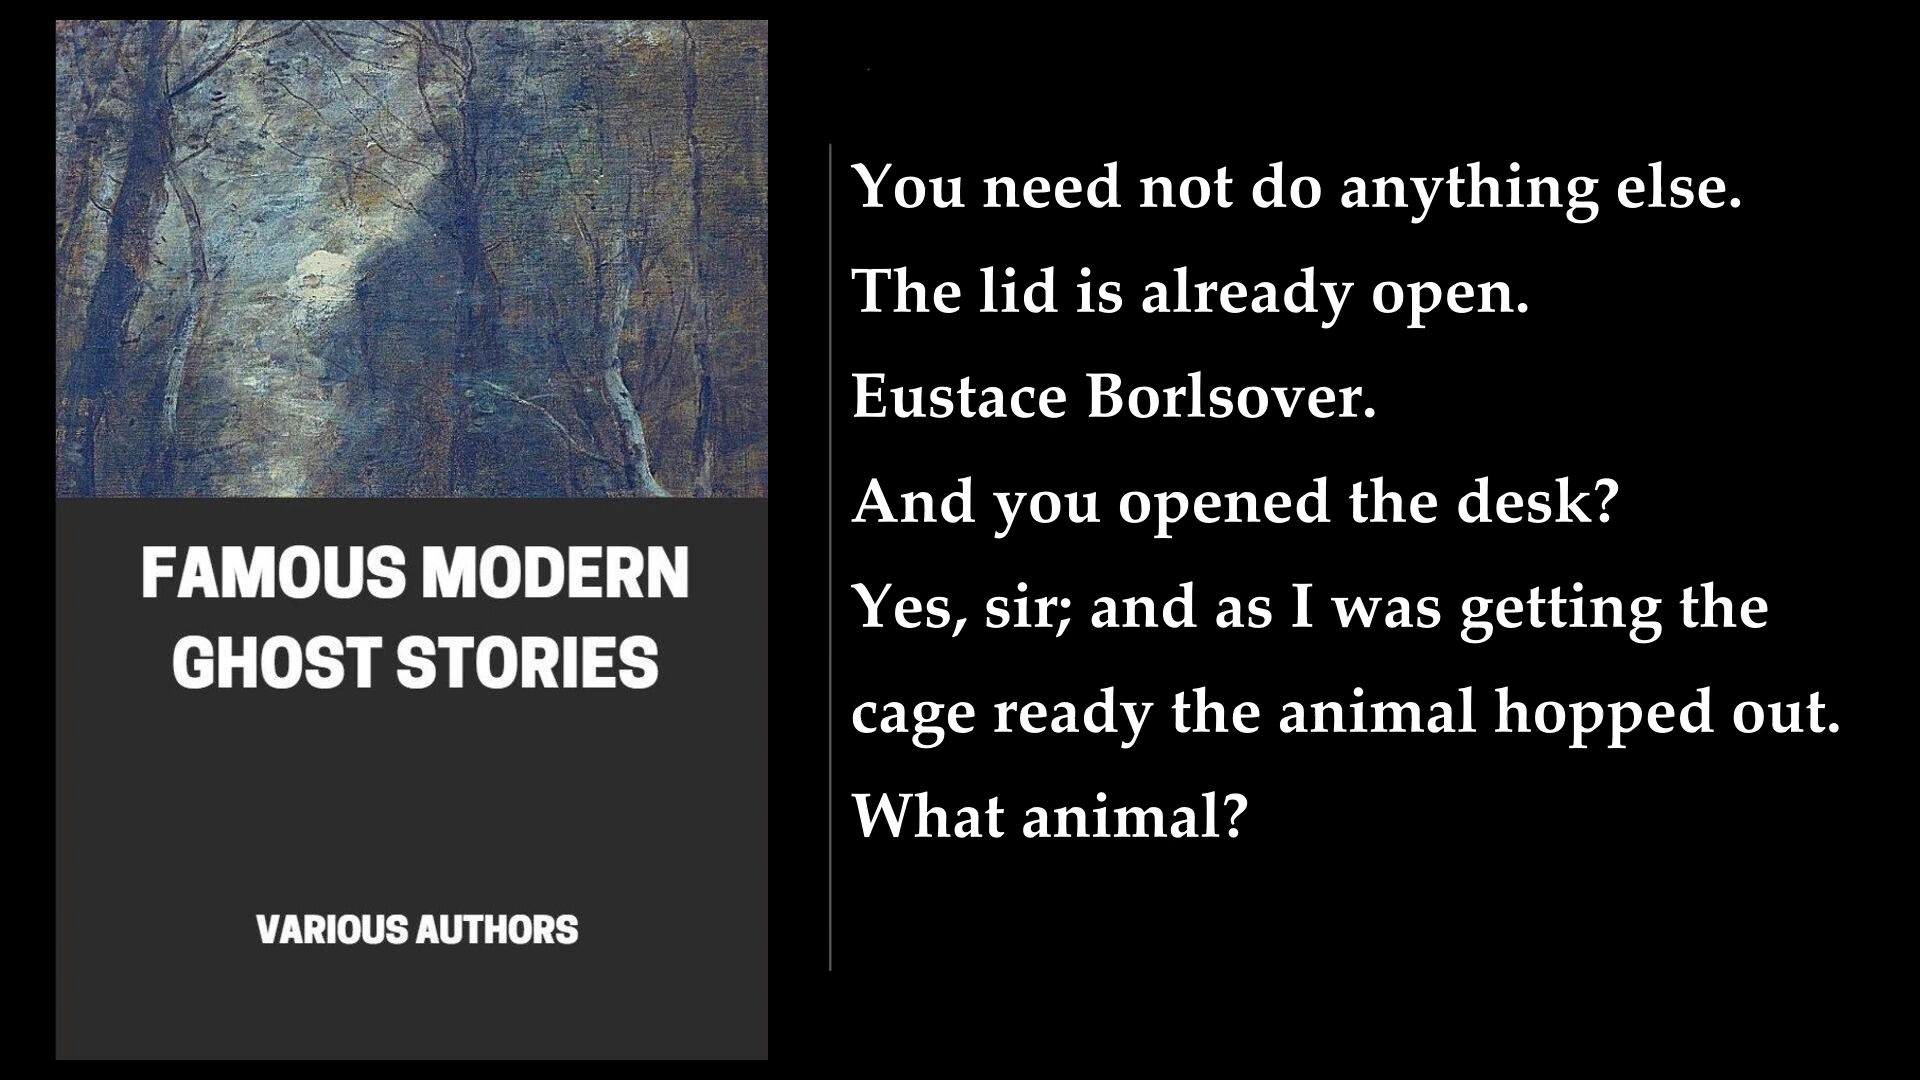 FAMOUS MODERN
GHOST STORIES
VARIOUS AUTHORS
You need not do anything else.
The lid is already open.
Eustace Borlsover.
And you opened the desk?
Yes, sir; and as I was getting the
cage ready the animal hopped out.
What animal?